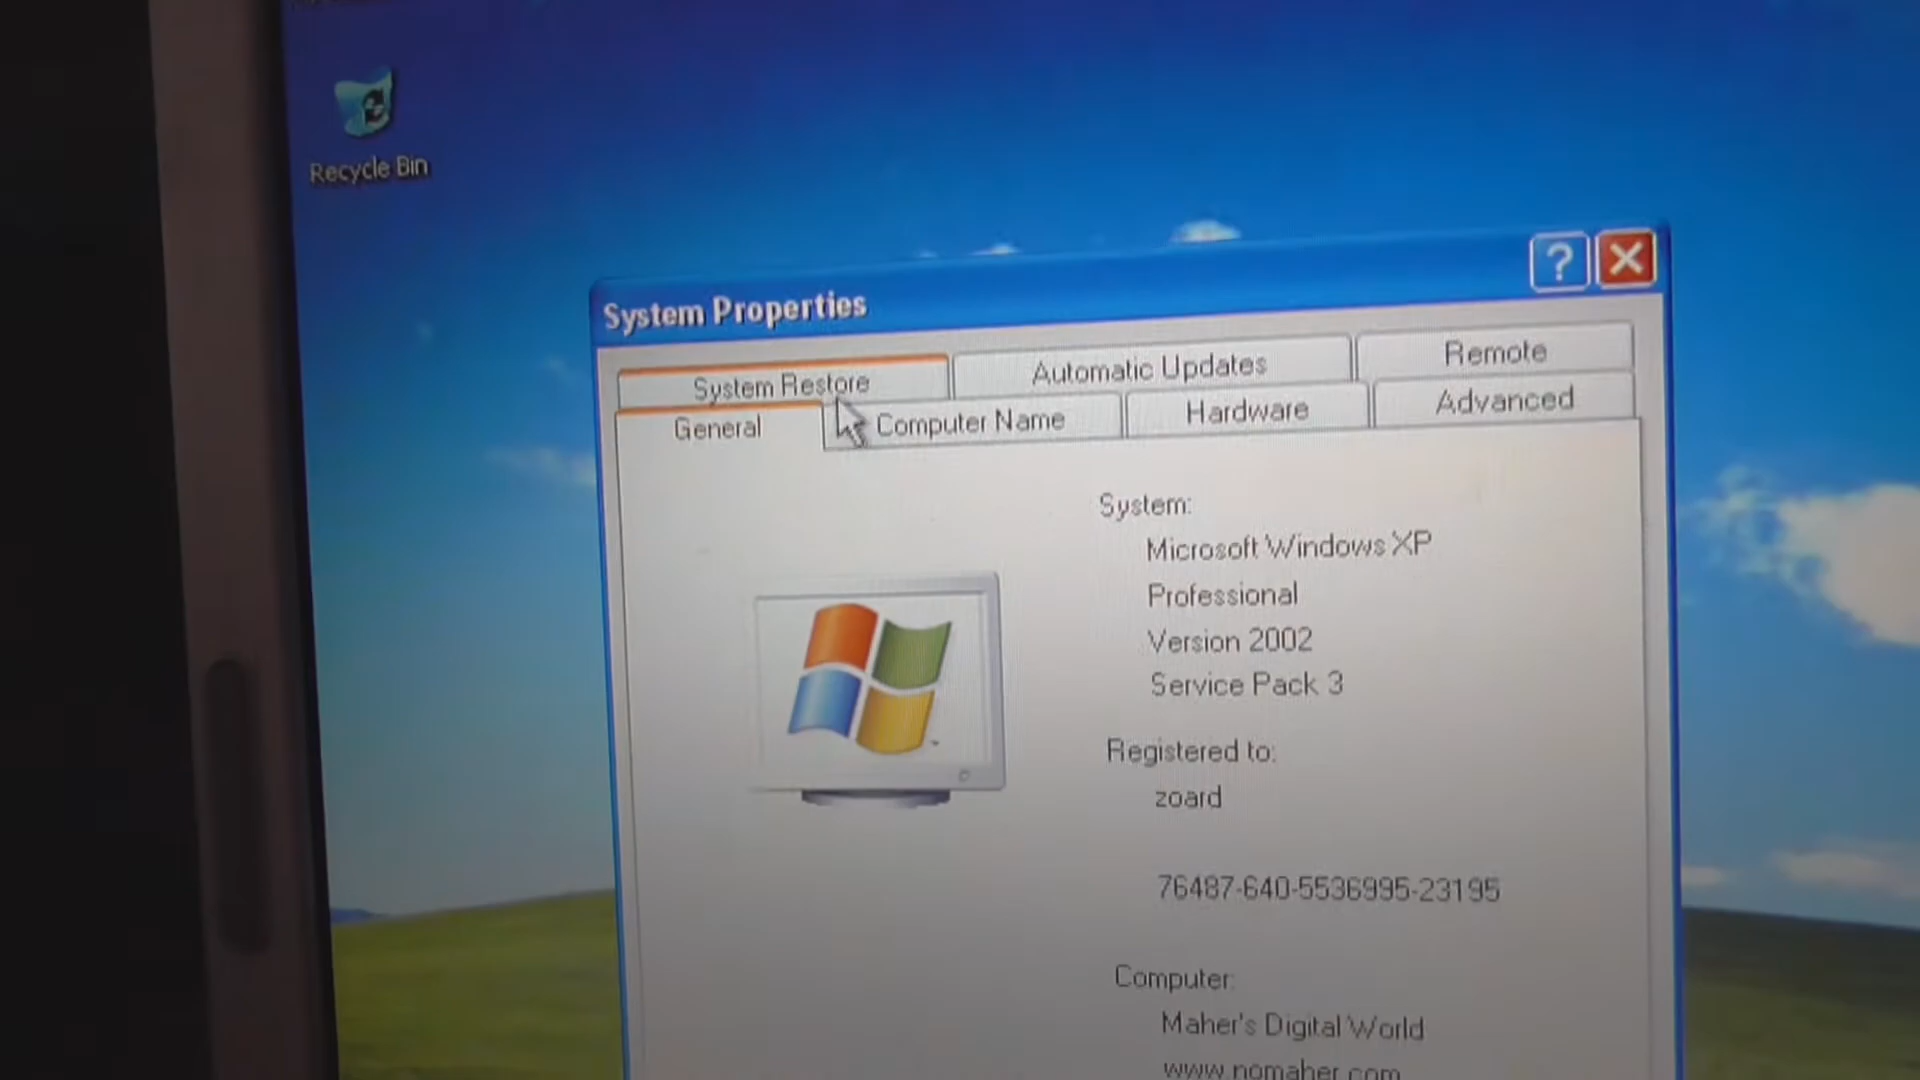 Recycle Bin
System Properties
?
System Restore
Automatic Updates
Remote
General
Computer Name
Hardware
Advanced
System:
Microsoft Windows XP
Professional
Version 2002
Service Pack 3
Registered to:
zoard
76487-640-5536995-23195
Computer:
Maher's Digital World
www.nomaher.com